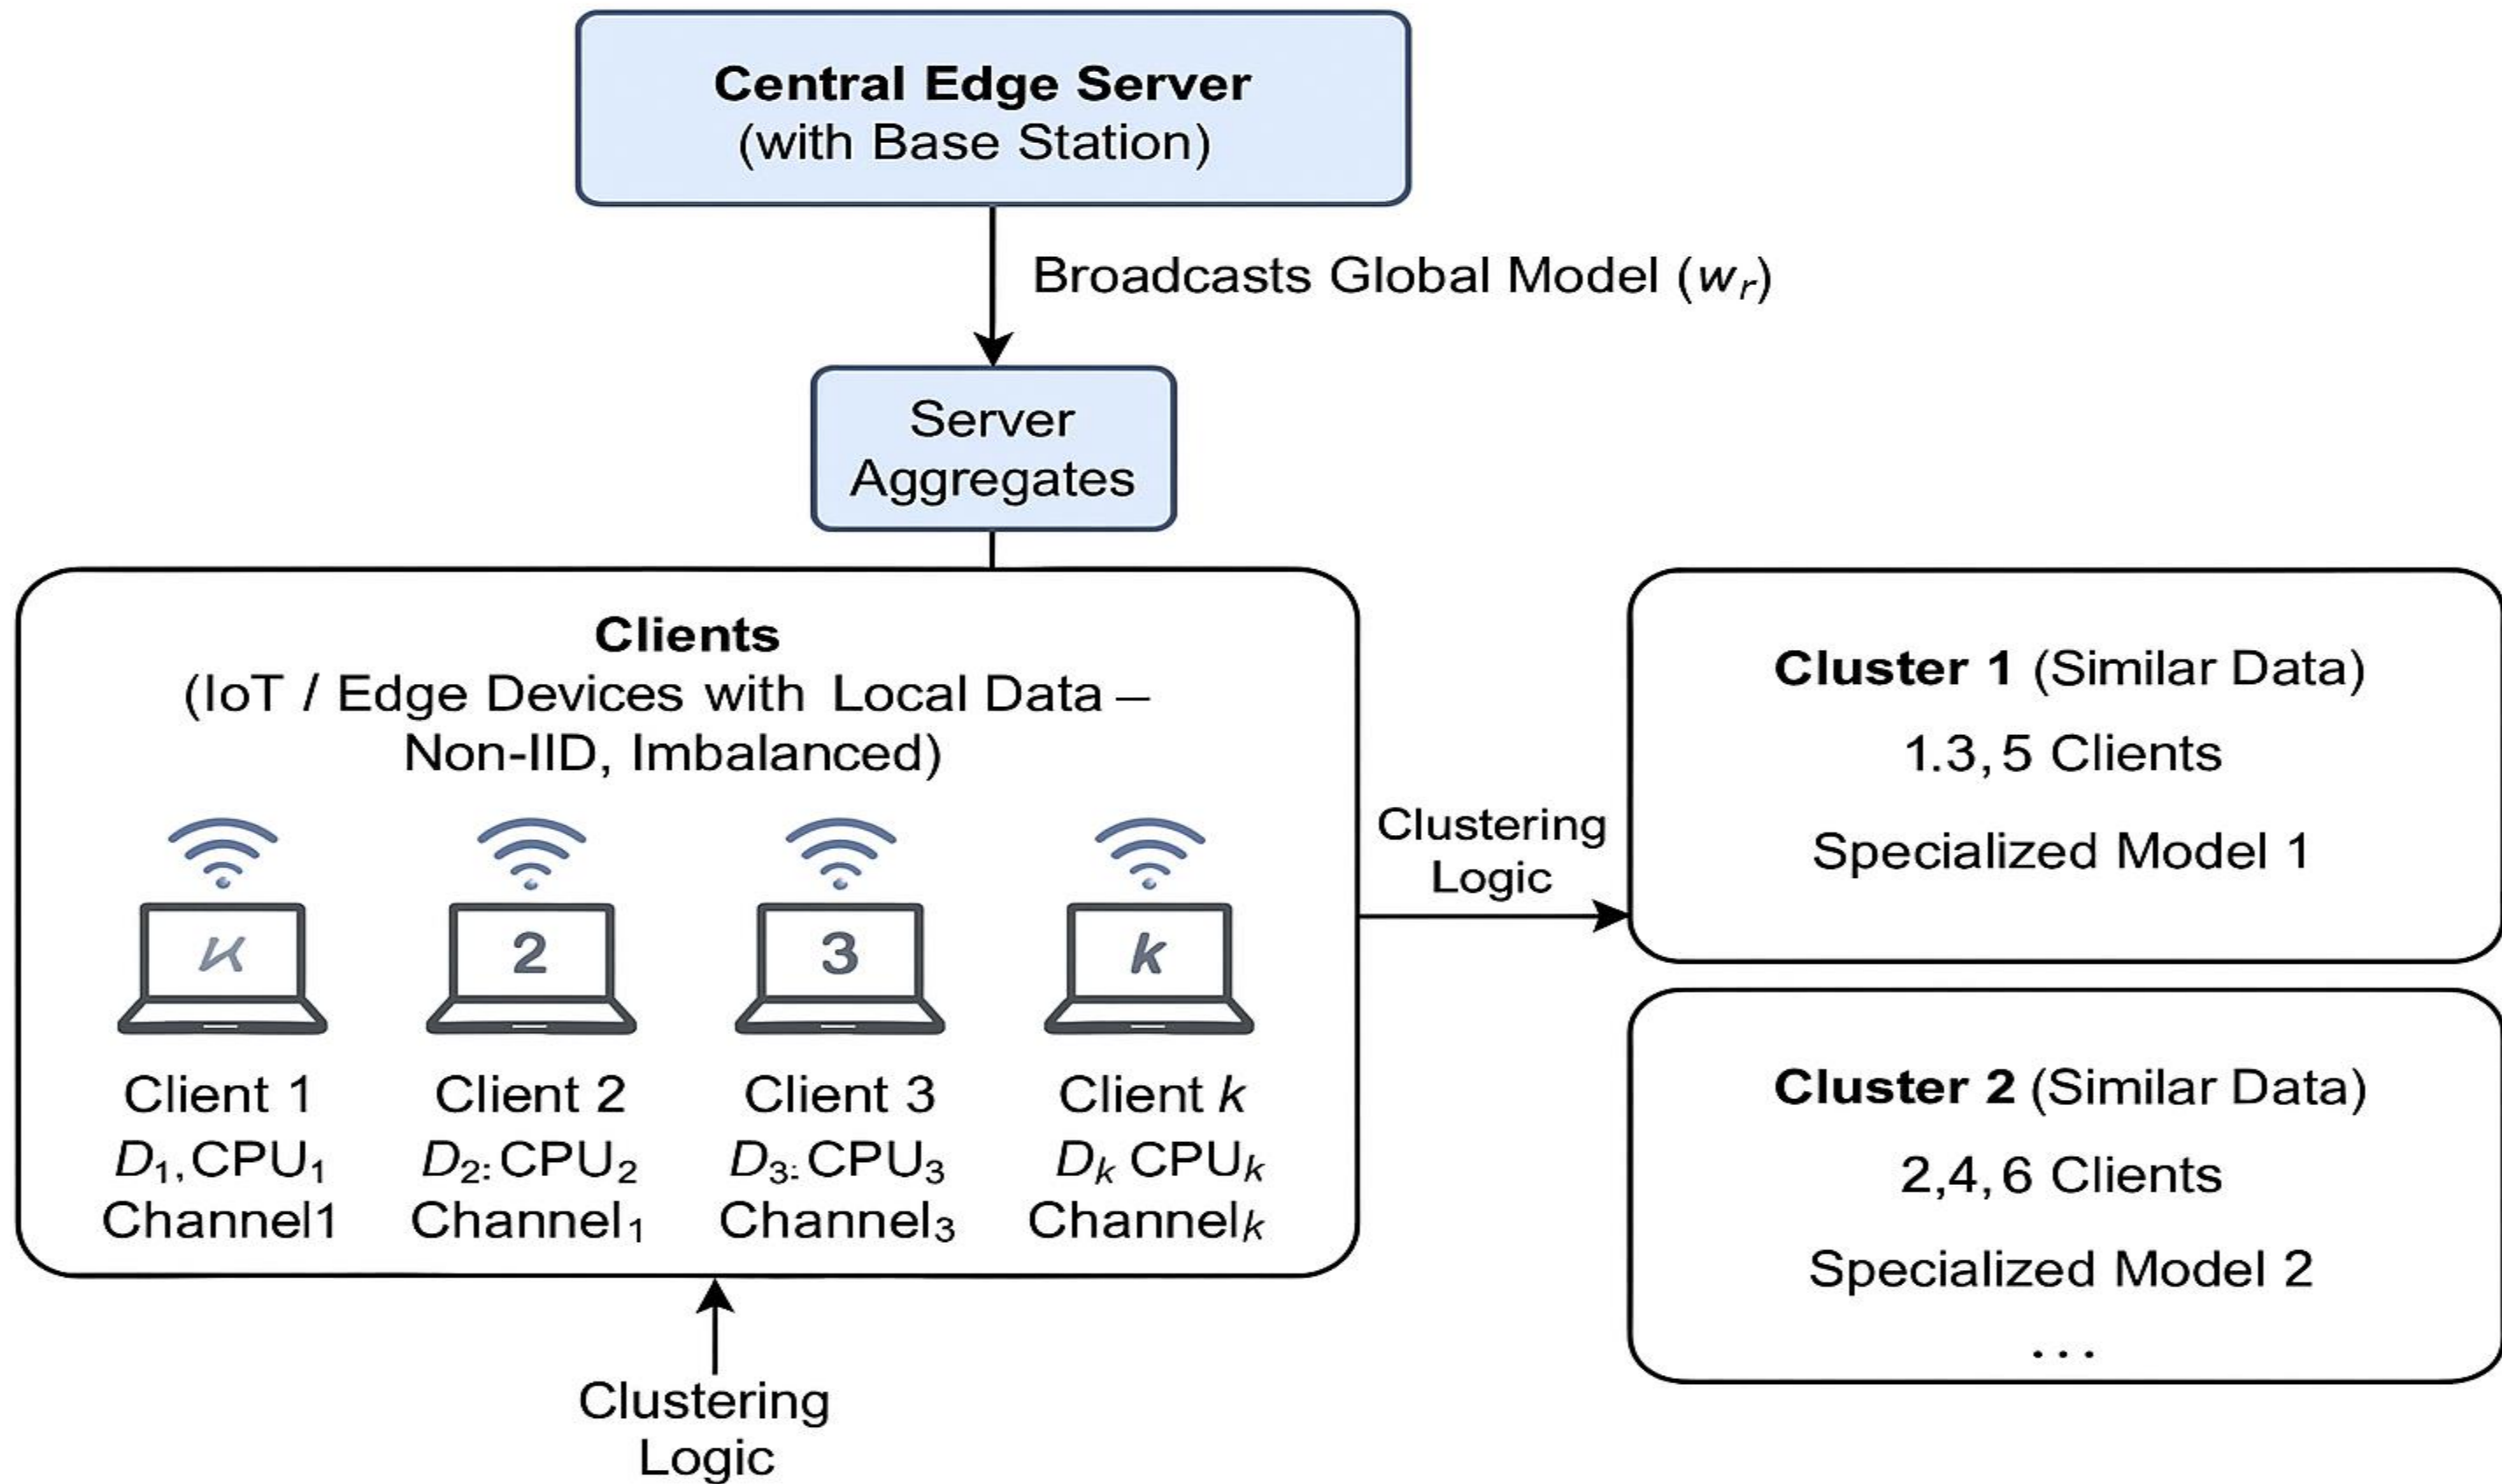 Central Edge Server
(with Base Station)
Broadcasts Global Model (wᵣ)
Server
Aggregates
Clients
(IoT / Edge Devices with Local Data –
Non-IID, Imbalanced)
2
3
k
Client 1
Client 2
Client 3
Client k
D₁, CPU₁
D₂: CPU₂
D₃: CPU₃
Dₖ CPUₖ
Channel1
Channel₁
Channel₃
Channelₖ
Clustering
Logic
Clustering
Logic
Cluster 1 (Similar Data)
1.3, 5 Clients
Specialized Model 1
Cluster 2 (Similar Data)
2,4, 6 Clients
Specialized Model 2
...